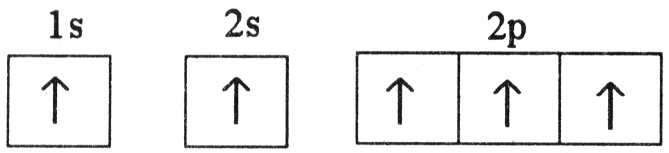 1s 2s 2p
↑ ↑ ↑ ↑ ↑